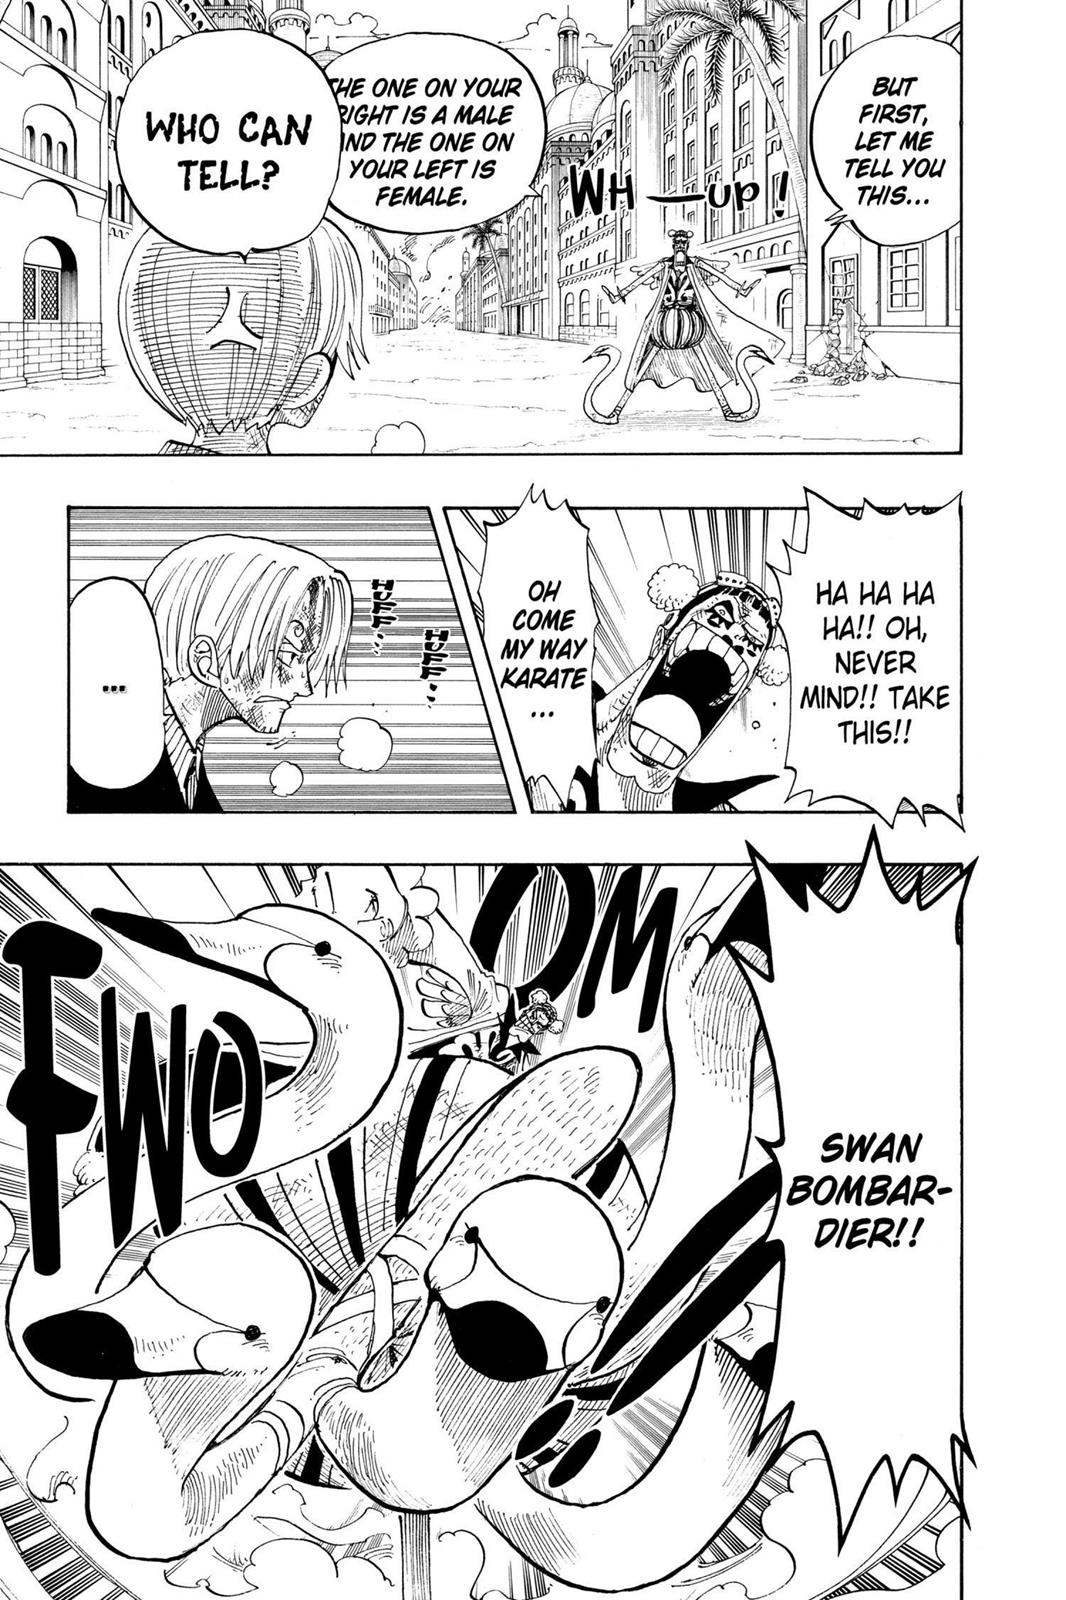 BUT
FIRST,
LET ME
TELL YOU
THIS...
WH—UP!
THE ONE ON YOUR
RIGHT IS A MALE
AND THE ONE ON
YOUR LEFT IS
FEMALE.
WHO CAN
TELL?
HA HA HA
HA!! OH,
NEVER
MIND!! TAKE
THIS!!
OH
COME
MY WAY
KARATE
...
HUFF...
HUFF...
...
SWAN
BOMBAR-
DIER!!
FWOOM